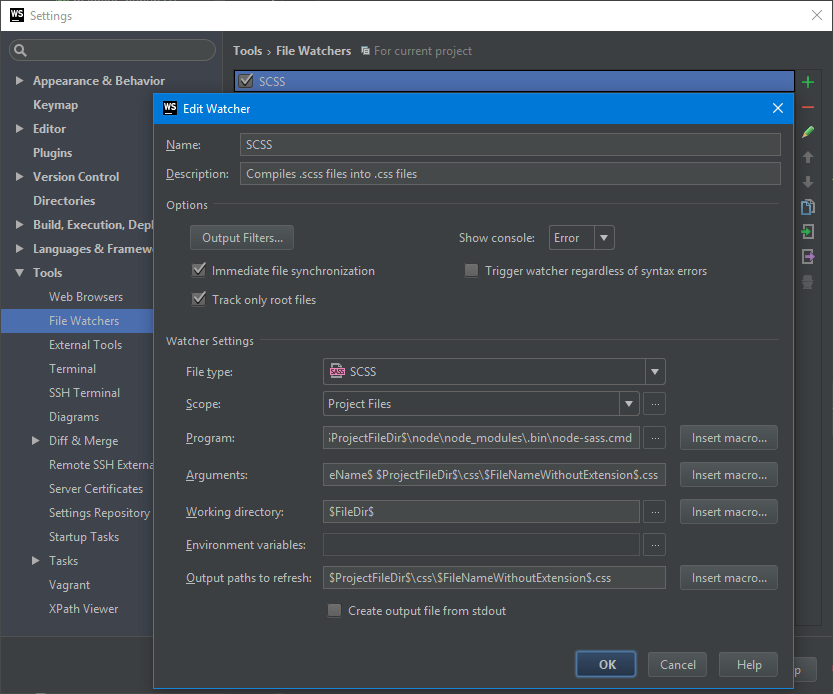 WS Settings
Tools › File Watchers For current project
Appearance & Behavior
Keymap
Editor
Plugins
Version Control
Directories
Build, Execution, Depl
Languages & Framew
Tools
Web Browsers
File Watchers
External Tools
Terminal
SSH Terminal
Diagrams
Diff & Merge
Remote SSH Externa
Server Certificates
Settings Repository
Startup Tasks
Tasks
Vagrant
XPath Viewer
SCSS
WS Edit Watcher
Name: SCSS
Description: Compiles .scss files into .css files
Options
Output Filters... Show console: Error
Immediate file synchronization Trigger watcher regardless of syntax errors
Track only root files
Watcher Settings
File type: SASS SCSS
Scope: Project Files ...
Program: ProjectFileDir$\node\node_modules\.bin\node-sass.cmd ... Insert macro...
Arguments: eName$ $ProjectFileDir$\css\$FileNameWithoutExtension$.css Insert macro...
Working directory: $FileDir$ ... Insert macro...
Environment variables: ...
Output paths to refresh: $ProjectFileDir$\css\$FileNameWithoutExtension$.css Insert macro...
Create output file from stdout
OK Cancel Help
p